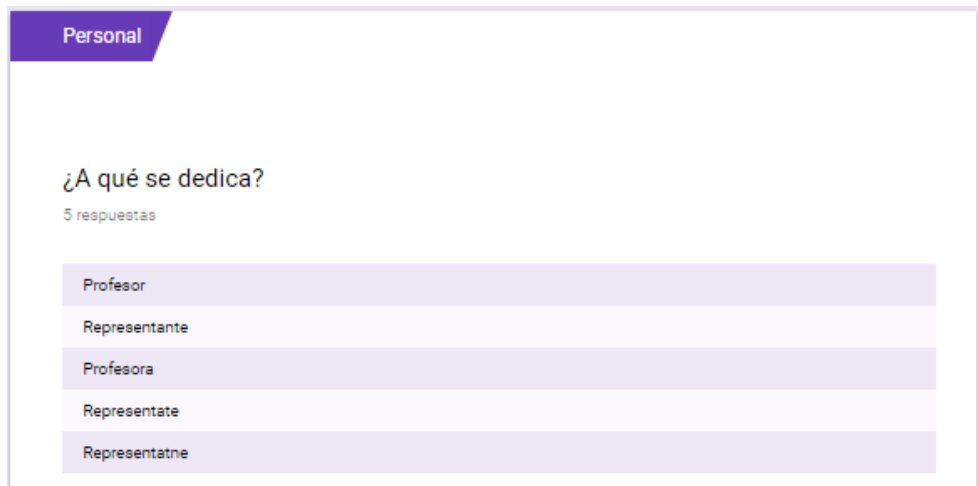 Personal
¿A qué se dedica?
5 respuestas
Profesor
Representante
Profesora
Representate
Representatne